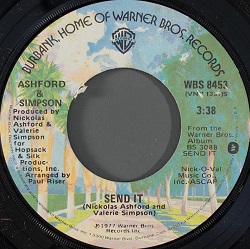 BURBANK, HOME OF WARNER BROS. RECORDS
ASHFORD
&
SIMPSON
Produced by
Nickolas
Ashford &
Valerie
Simpson for
Hopsack
& Silk
Productions, Inc.
Arranged by
Paul Riser
WBS 8453
3:38
From the
Warner Bros.
Album
BS 3088
SEND IT
Nick-O-Val
Music Co.
Inc/ASCAP
SEND IT
(Nickolas Ashford and
Valerie Simpson)
℗ 1977 Warner Bros.
Records Inc.